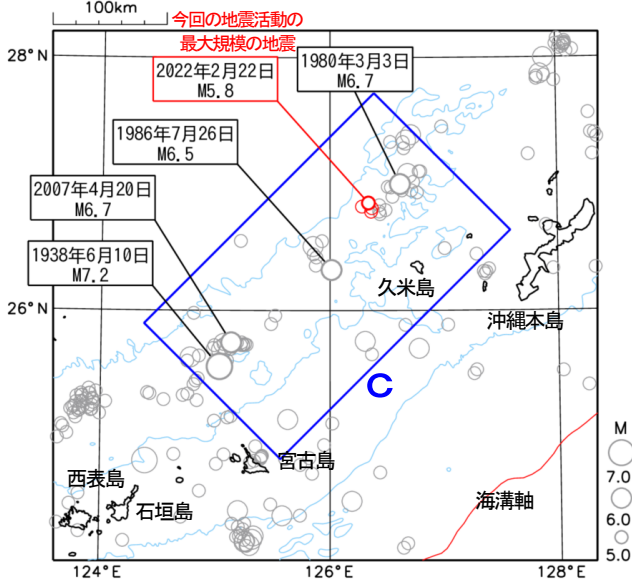 100km
今回の地震活動の
最大規模の地震
28°N
1980年3月3日
M6.7
2022年2月22日
M5.8
1986年7月26日
M6.5
2007年4月20日
M6.7
1938年6月10日
M7.2
久米島
26°N
沖縄本島
C
宮古島
西表島
石垣島
海溝軸
M
7.0
6.0
5.0
124°E
126°E
128°E